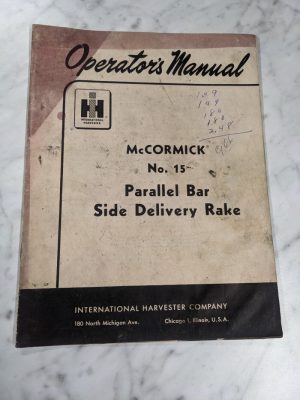 Operator's Manual
IH
INTERNATIONAL
HARVESTER
McCORMICK
No. 15
Parallel Bar
Side Delivery Rake
INTERNATIONAL HARVESTER COMPANY
180 North Michigan Ave. Chicago 1, Illinois, U.S.A.